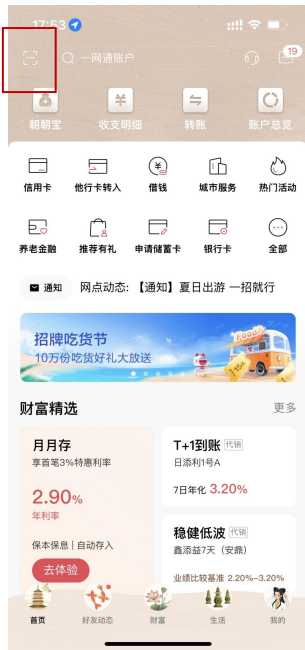 17:53
一网通账户
19
朝朝宝 收支明细 转账 账户总览
信用卡 他行卡转入 借钱 城市服务 热门活动
养老金融 推荐有礼 申请储蓄卡 银行卡 全部
通知 网点动态:【通知】夏日出游 一招就行
招牌吃货节
10万份吃货好礼大放送
Food
财富精选 更多
月月存
享首笔3%特惠利率
2.90%
年利率
保本保息 | 自动存入
去体验
T+1到账 代销
日添利1号A
7日年化 3.20%
稳健低波 代销
鑫添益7天（安鼎）
业绩比较基准 2.20%-3.20%
首页 好友动态 财富 生活 我的